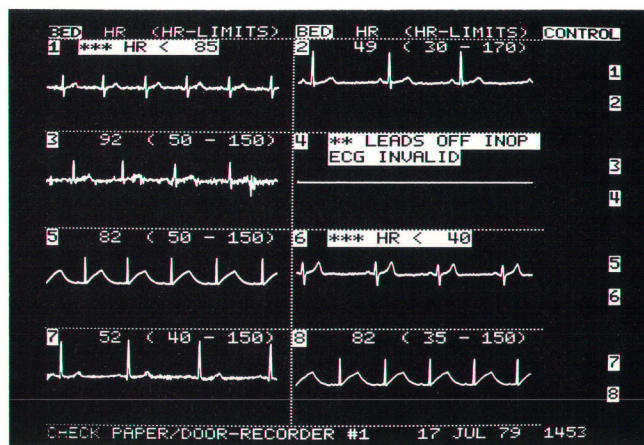 BED HR (HR-LIMITS) BED HR (HR-LIMITS) CONTROL
1 *** HR < 85
2 49 ( 30 - 170)
1
2
3 92 ( 50 - 150)
4 ** LEADS OFF INOP
ECG INVALID
3
4
5 82 ( 50 - 150)
6 *** HR < 40
5
6
7 52 ( 40 - 150)
8 82 ( 35 - 150)
7
8
CHECK PAPER/DOOR-RECORDER #1 17 JUL 79 1453